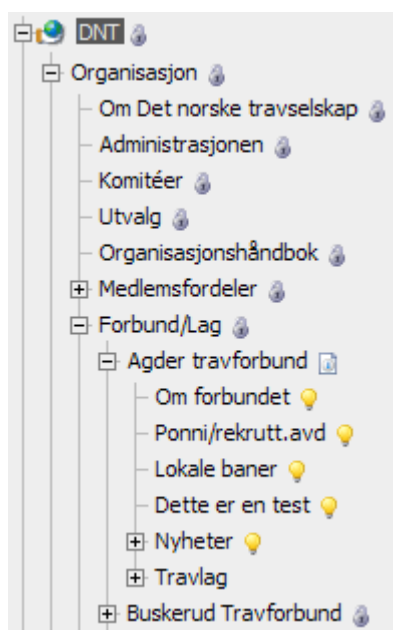 DNT
Organisasjon
Om Det norske travselskap
Administrasjonen
Komitéer
Utvalg
Organisasjonshåndbok
Medlemsfordeler
Forbund/Lag
Agder travforbund
Om forbundet
Ponni/rekrutt.avd
Lokale baner
Dette er en test
Nyheter
Travlag
Buskerud Travforbund